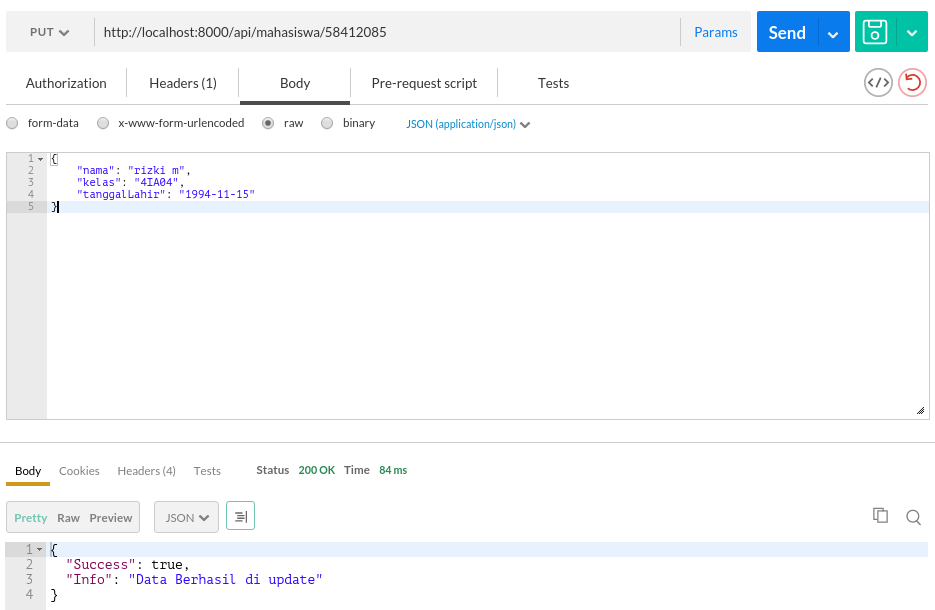 PUT http://localhost:8000/api/mahasiswa/58412085 Params Send
Authorization Headers (1) Body Pre-request script Tests
form-data x-www-form-urlencoded raw binary JSON (application/json)
1 {
2 "nama": "rizki m",
3 "kelas": "4IA04",
4 "tanggalLahir": "1994-11-15"
5 }
Body Cookies Headers (4) Tests Status 200 OK Time 84 ms
Pretty Raw Preview JSON
1 {
2 "Success": true,
3 "Info": "Data Berhasil di update"
4 }